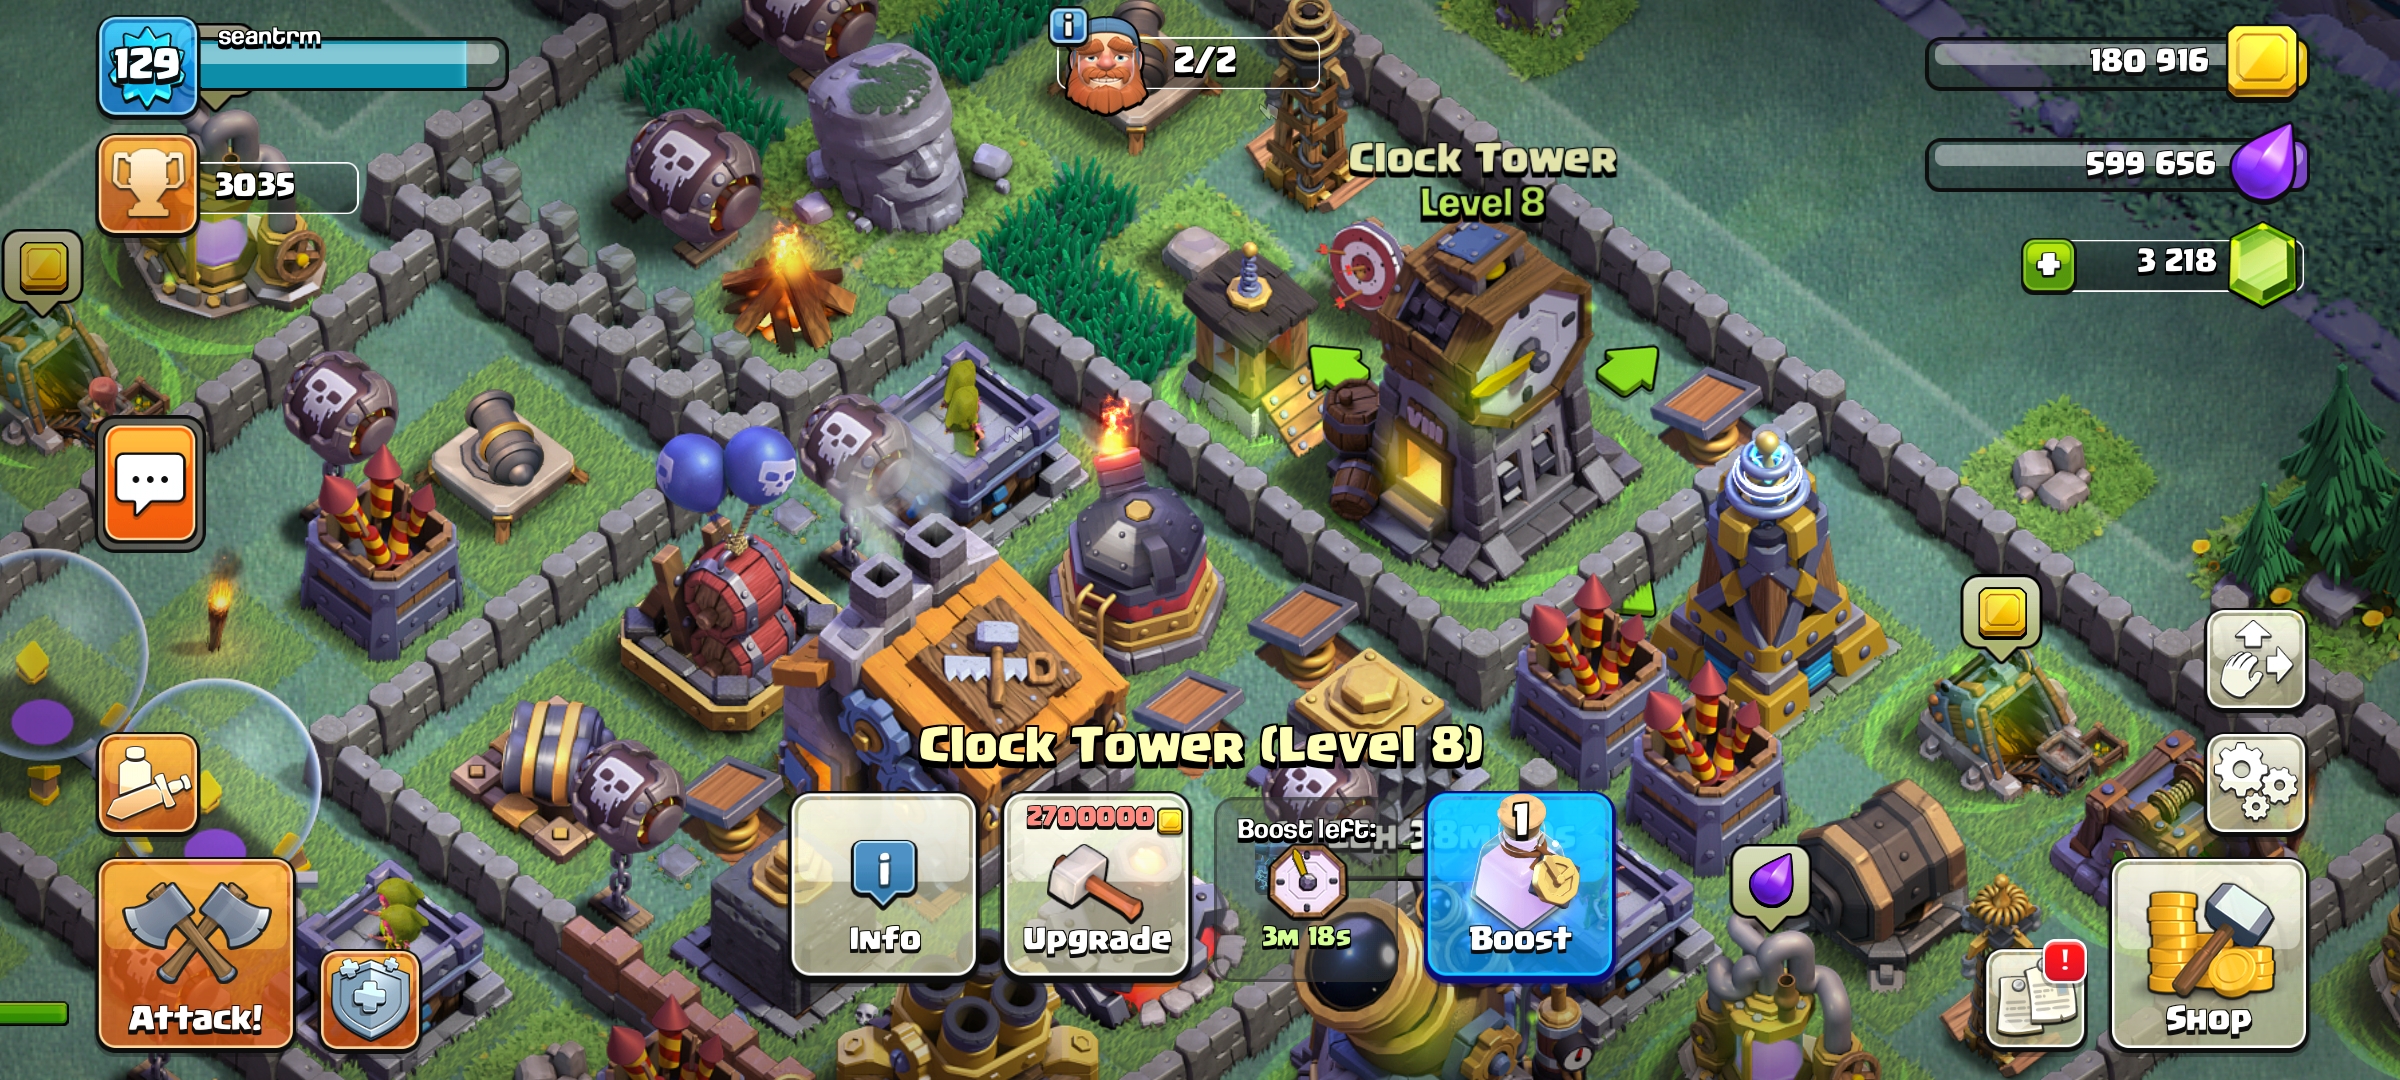 129
seantrm
2/2
180 916
3035
599 656
3 218
Clock Tower
Level 8
VIII
Clock Tower (Level 8)
Info
2700000
Upgrade
Boost left:
3m 18s
1
Boost
Attack!
!
Shop